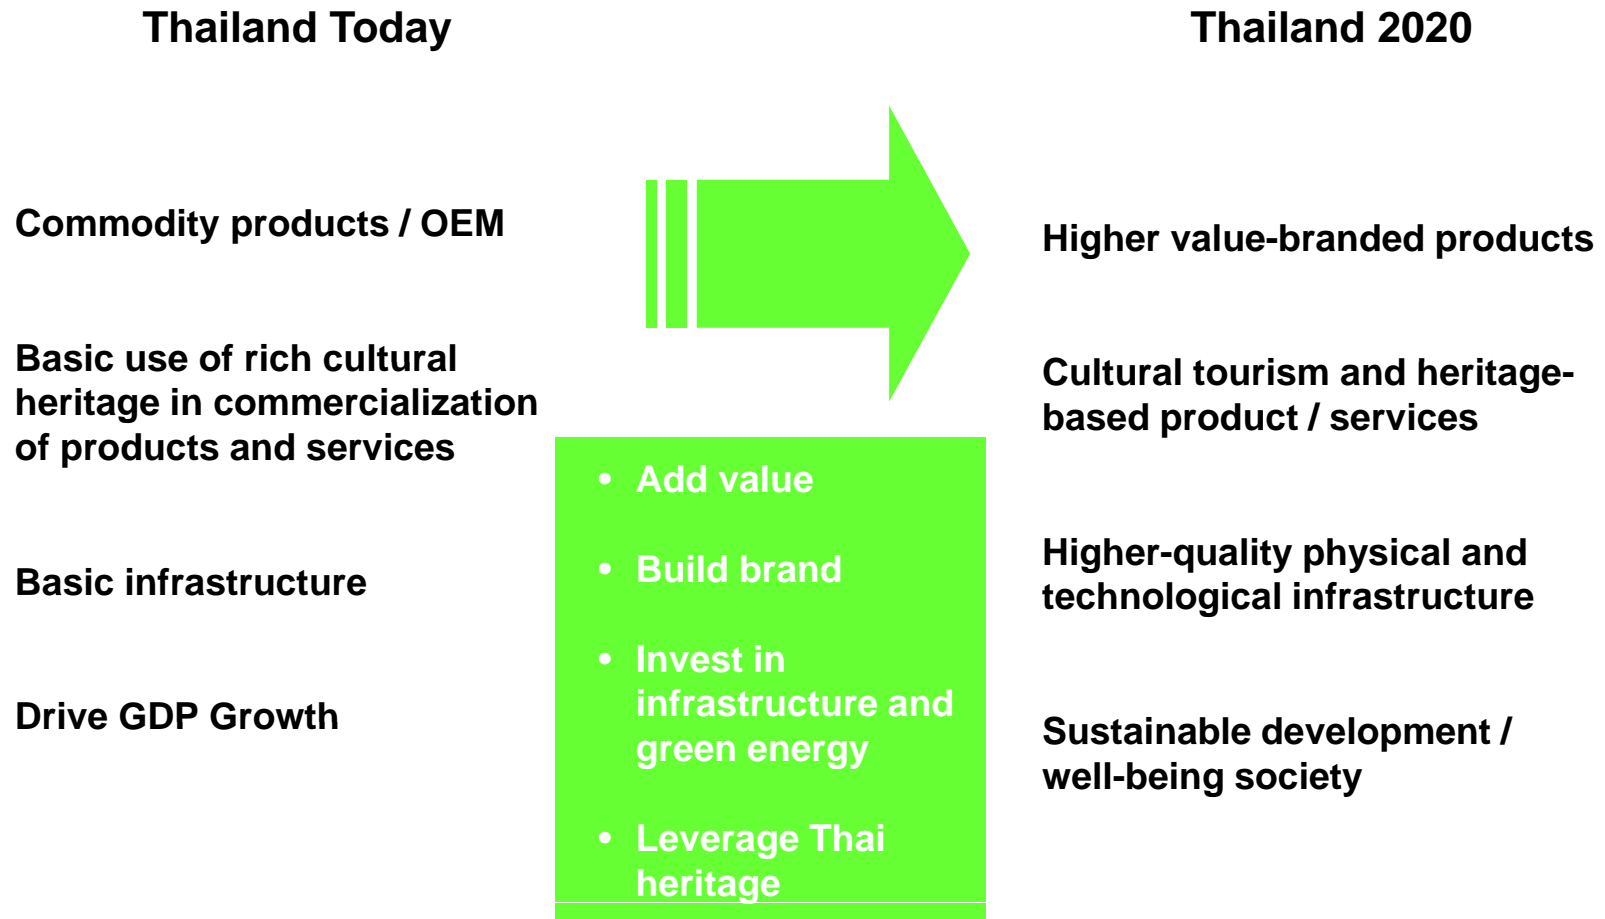 Thailand Today
Thailand 2020
Commodity products / OEM
Basic use of rich cultural
heritage in commercialization
of products and services
Basic infrastructure
Drive GDP Growth
• Add value
• Build brand
• Invest in
infrastructure and
green energy
• Leverage Thai
heritage
Higher value-branded products
Cultural tourism and heritage-
based product / services
Higher-quality physical and
technological infrastructure
Sustainable development /
well-being society